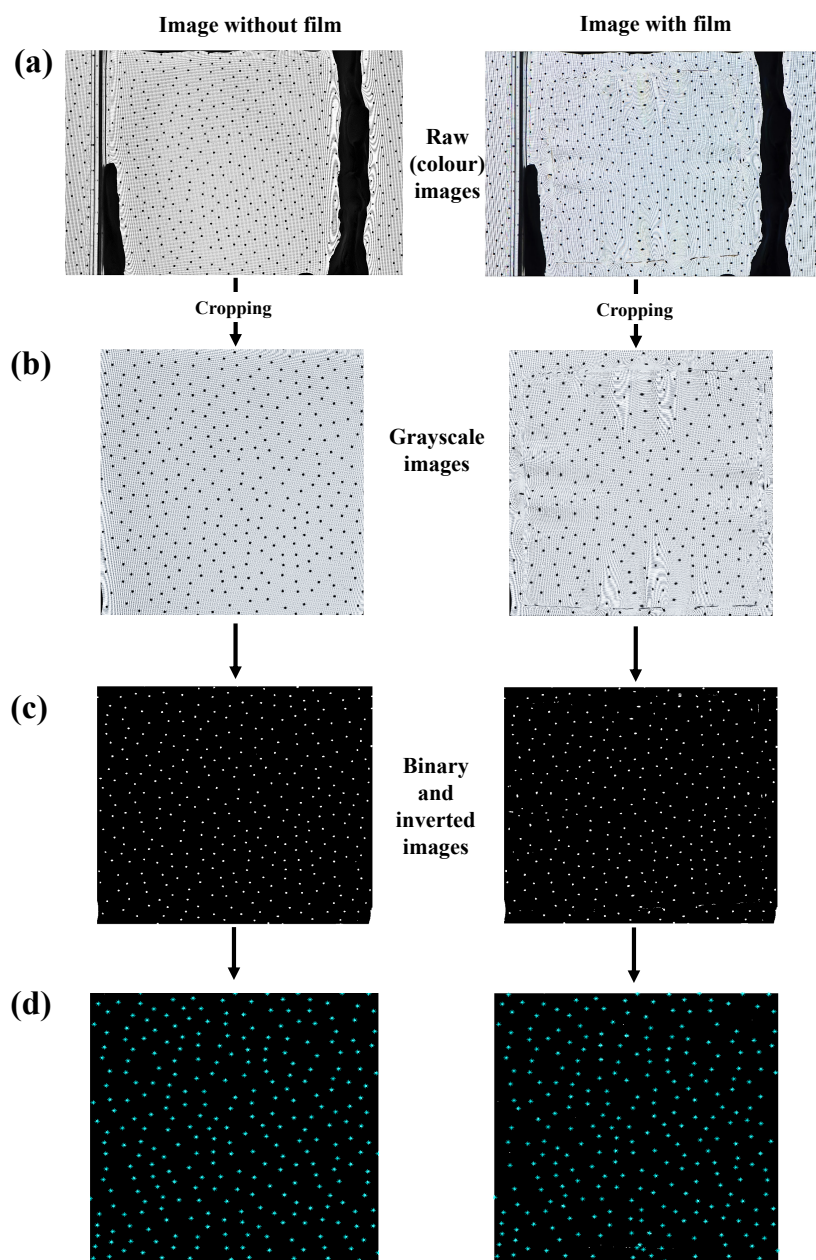 Image without film
Image with film
(a)
Raw
(colour)
images
Cropping
Cropping
(b)
Grayscale
images
(c)
Binary
and
inverted
images
(d)